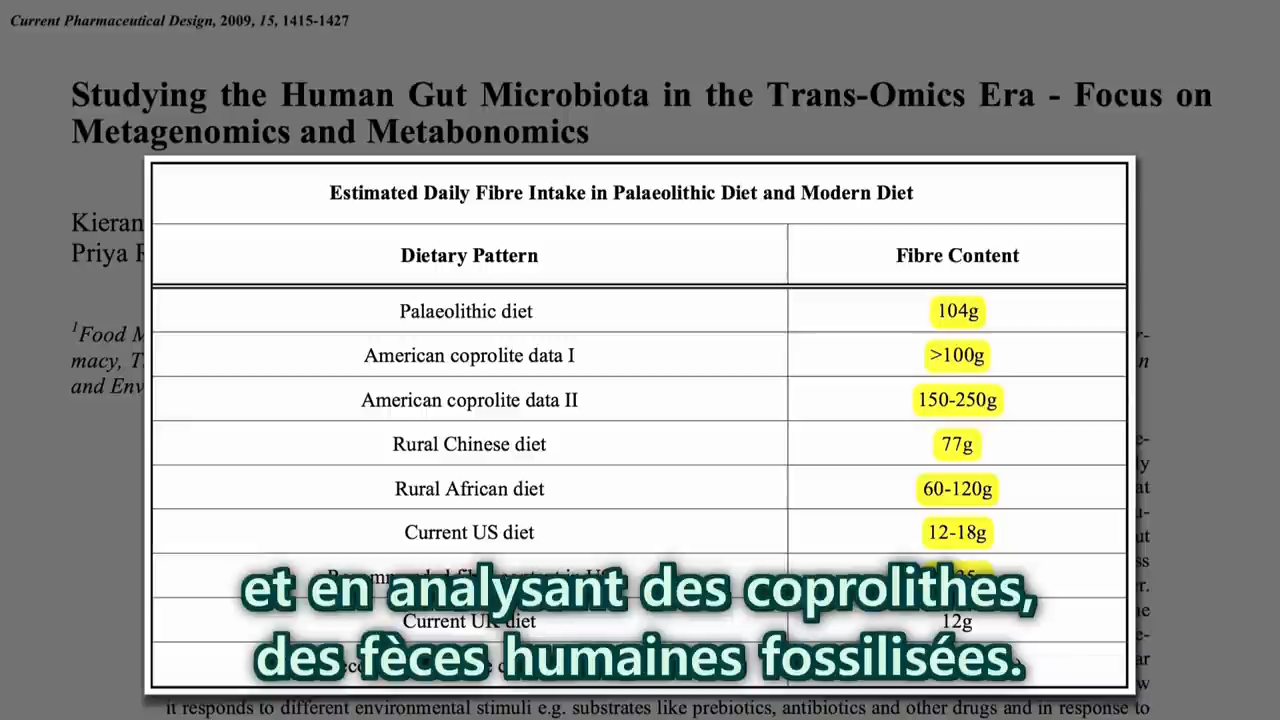 Current Pharmaceutical Design, 2009, 15, 1415-1427
Studying the Human Gut Microbiota in the Trans-Omics Era - Focus on
Metagenomics and Metabonomics
Kieran
Priya
Estimated Daily Fibre Intake in Palaeolithic Diet and Modern Diet
Dietary Pattern Fibre Content
Palaeolithic diet 104g
American coprolite data I >100g
American coprolite data II 150-250g
Rural Chinese diet 77g
Rural African diet 60-120g
Current US diet 12-18g
Current UK diet 12g
et en analysant des coprolithes,
des fèces humaines fossilisées.
¹Food M
macy, T
and Env
it responds to different environmental stimuli e.g. substrates like prebiotics, antibiotics and other drugs and in response to